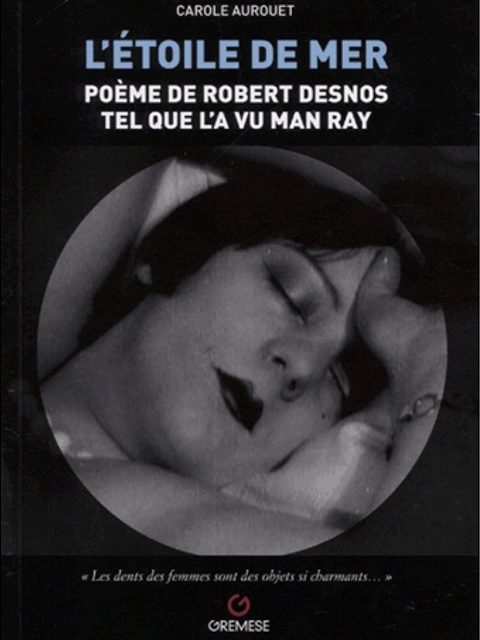 CAROLE AUROUET
L'ÉTOILE DE MER
POÈME DE ROBERT DESNOS
TEL QUE L'A VU MAN RAY
« Les dents des femmes sont des objets si charmants... »
GREMESE